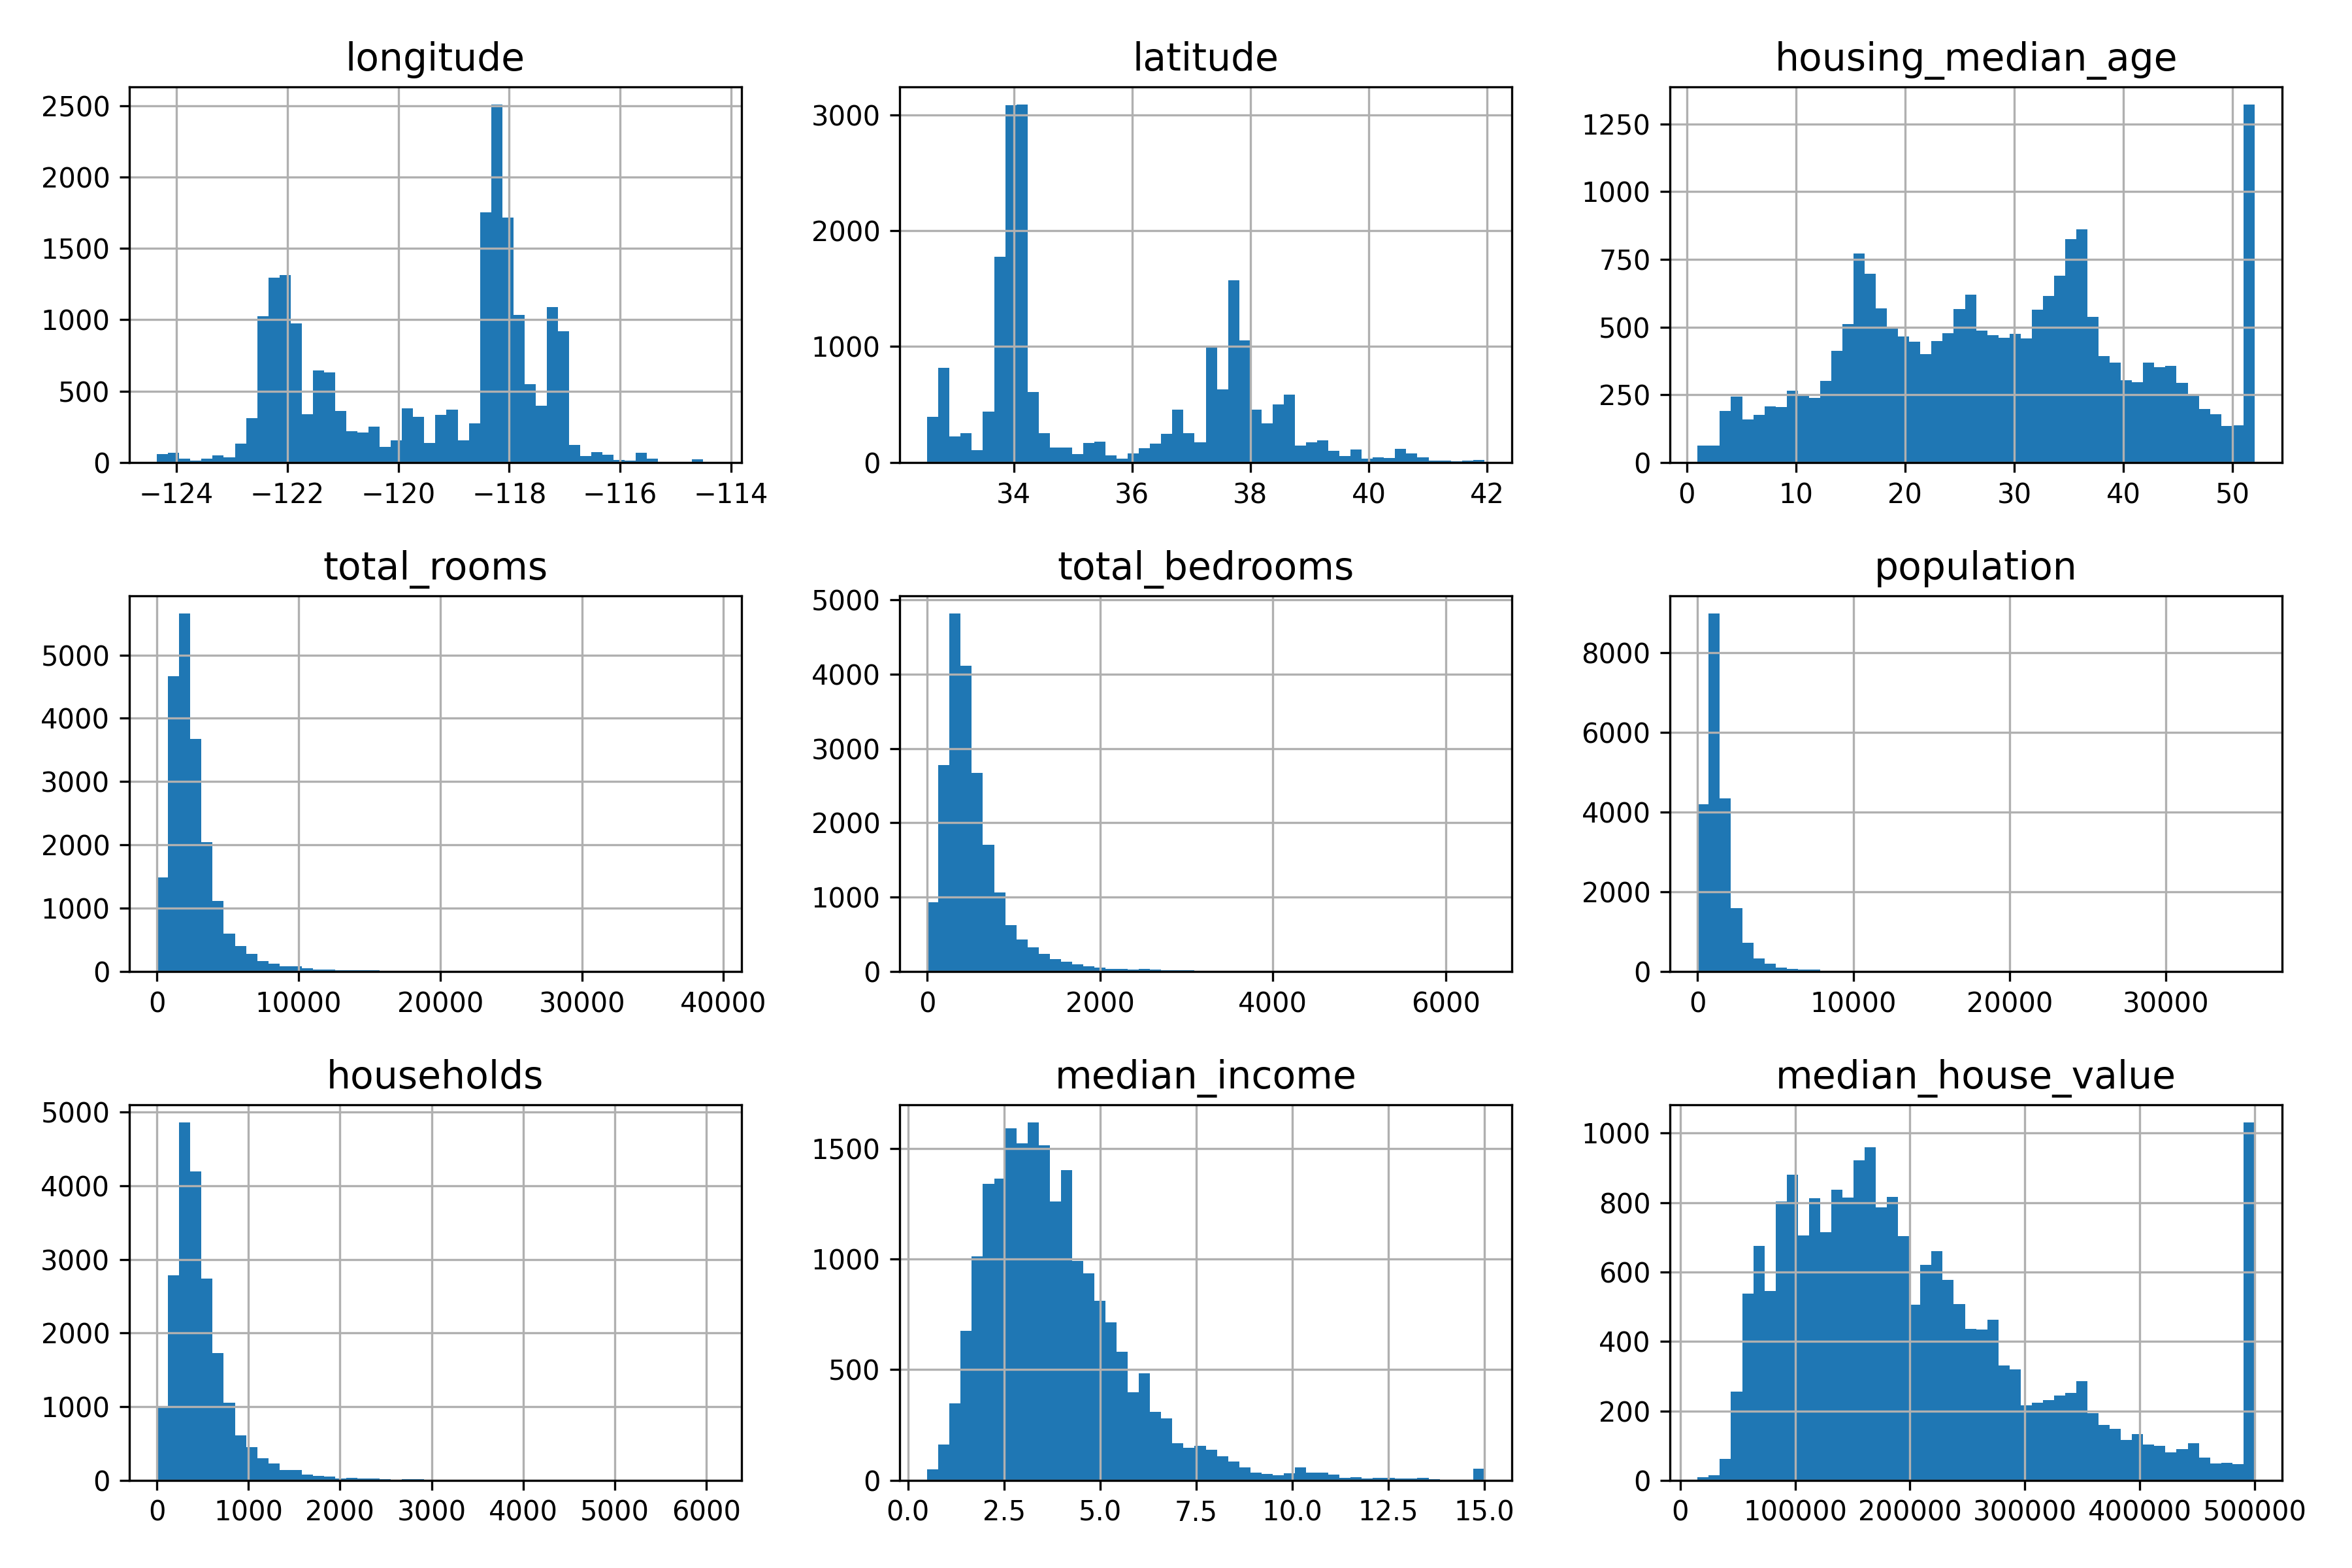 longitude
2500
2000
1500
1000
500
0
−124 −122 −120 −118 −116 −114
latitude
3000
2000
1000
0
34 36 38 40 42
housing_median_age
1250
1000
750
500
250
0
0 10 20 30 40 50
total_rooms
5000
4000
3000
2000
1000
0
0 10000 20000 30000 40000
total_bedrooms
5000
4000
3000
2000
1000
0
0 2000 4000 6000
population
8000
6000
4000
2000
0
0 10000 20000 30000
households
5000
4000
3000
2000
1000
0
0 1000 2000 3000 4000 5000 6000
median_income
1500
1000
500
0
0.0 2.5 5.0 7.5 10.0 12.5 15.0
median_house_value
1000
800
600
400
200
0
0 100000 200000 300000 400000 500000